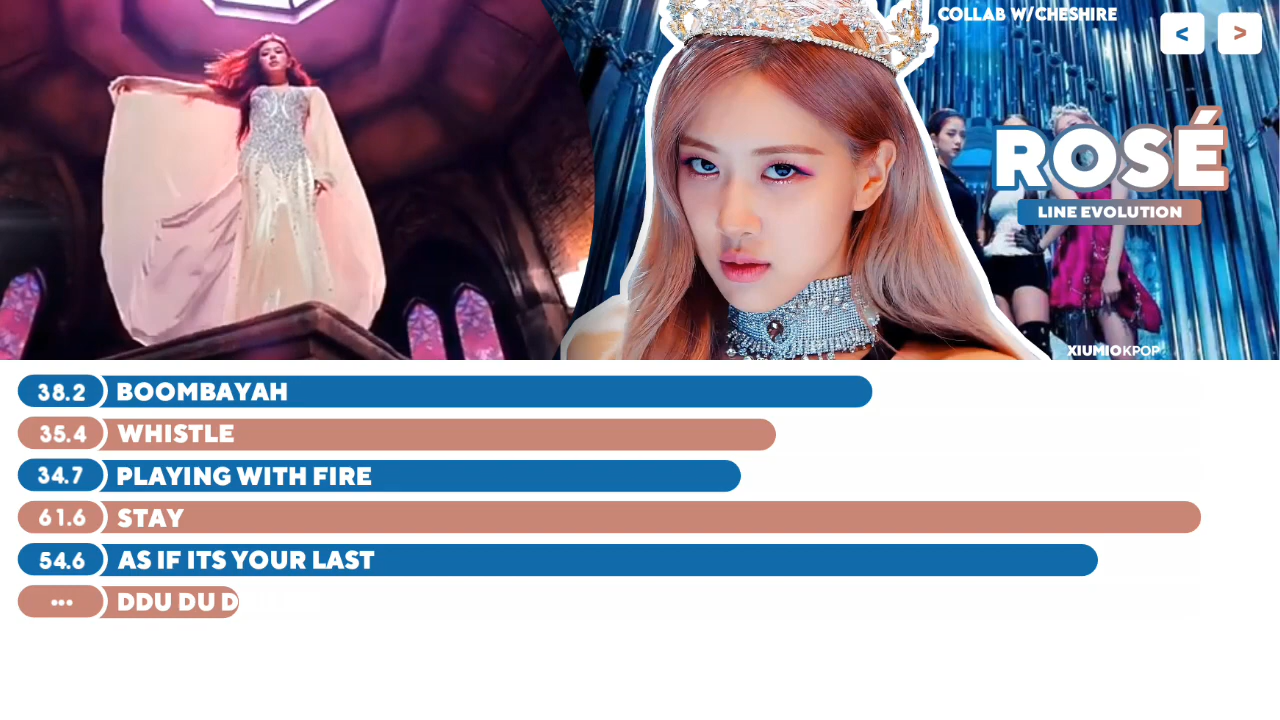 COLLAB W/CHESHIRE
< >
ROSÉ
LINE EVOLUTION
XIUMIOKPOP
38.2 BOOMBAYAH
35.4 WHISTLE
34.7 PLAYING WITH FIRE
61.6 STAY
54.6 AS IF ITS YOUR LAST
••• DDU DU D